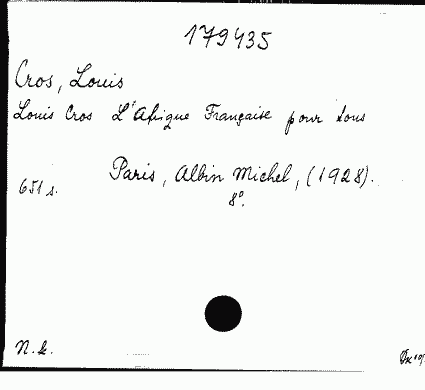 179435
Cros, Louis
Louis Cros L'Afrique Française pour tous
Paris, Albin Michel, (1928).
651 s.
8°.
N. k.